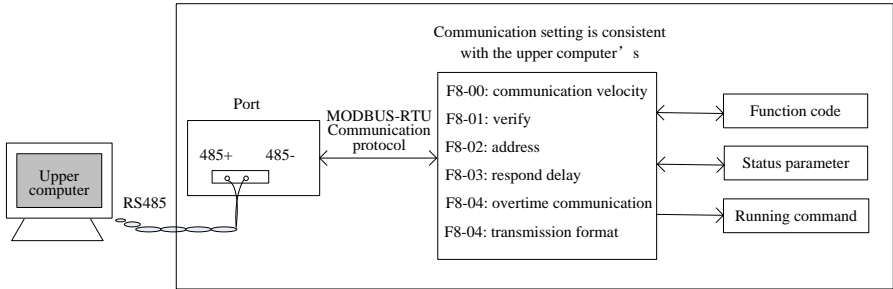 Communication setting is consistent
with the upper computer’s
Port
485+ 485-
MODBUS-RTU
Communication
protocol
Upper
computer
RS485
F8-00: communication velocity
F8-01: verify
F8-02: address
F8-03: respond delay
F8-04: overtime communication
F8-04: transmission format
Function code
Status parameter
Running command